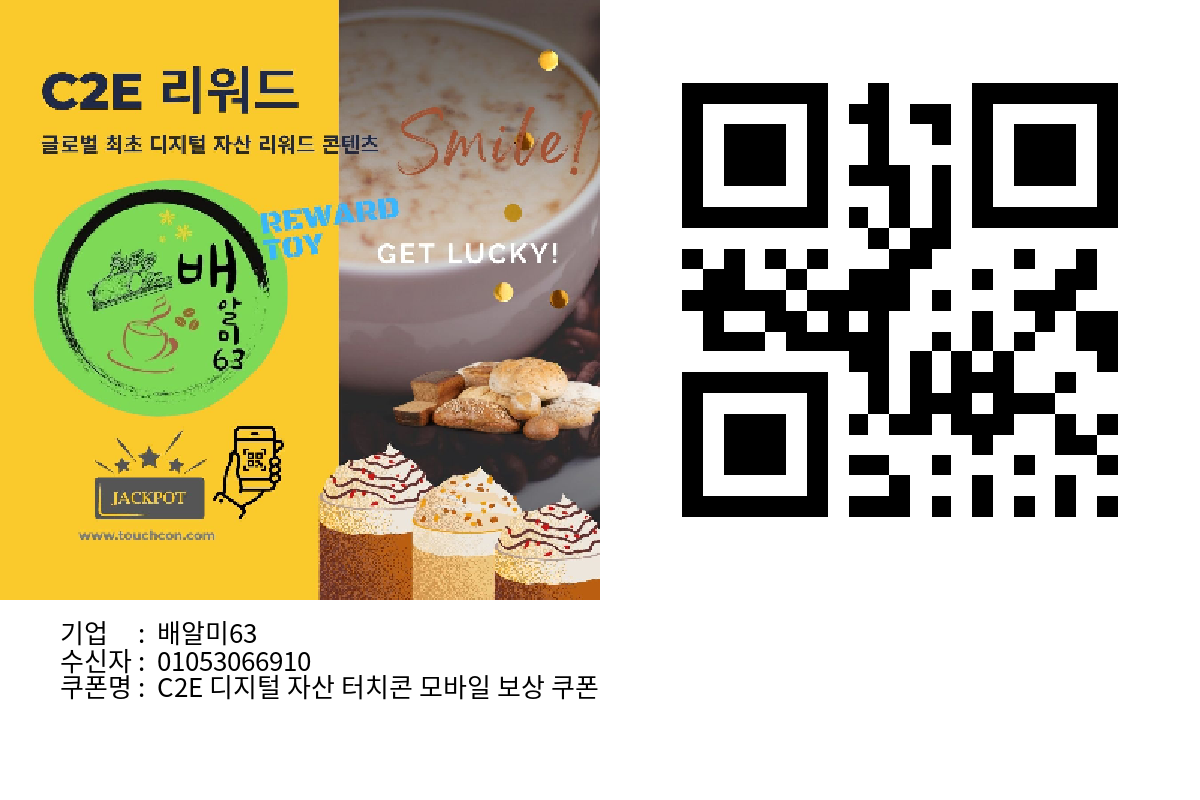 C2E 리워드
글로벌 최초 디지털 자산 리워드 콘텐츠
Smile!
REWARD
TOY
GET LUCKY!
배
알
미
63
JACKPOT
www.touchcon.com
기업 : 배알미63
수신자 : 01053066910
쿠폰명 : C2E 디지털 자산 터치콘 모바일 보상 쿠폰